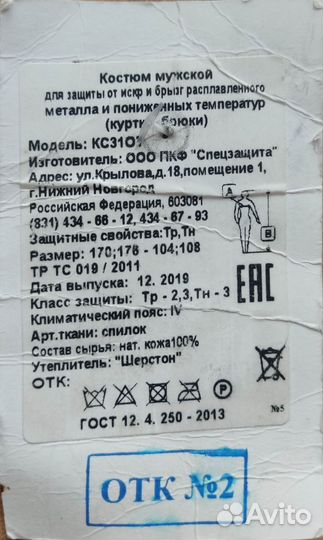 Костюм мужской
для защиты от искр и брызг расплавленного
металла и пониженных температур
(куртка, брюки)
Модель: КС31О
Изготовитель: ООО ПКФ "Спецзащита"
Адрес: ул.Крылова,д.18,помещение 1,
г.Нижний Новгород
Российская Федерация, 603081
(831) 434-66-12, 434-67-93
Защитные свойства:Тр,Тн
Размер: 170;176 - 104;108
ТР ТС 019 / 2011
Дата выпуска: 12. 2019
Класс защиты: Тр - 2,3,Тн - 3
Климатический пояс: IV
Арт.ткани: спилок
Состав сырья: нат. кожа100%
Утеплитель: "Шерстон"
ОТК:
A
B
ЕАС
P
ГОСТ 12. 4. 250 - 2013
№5
ОТК №2
Avito